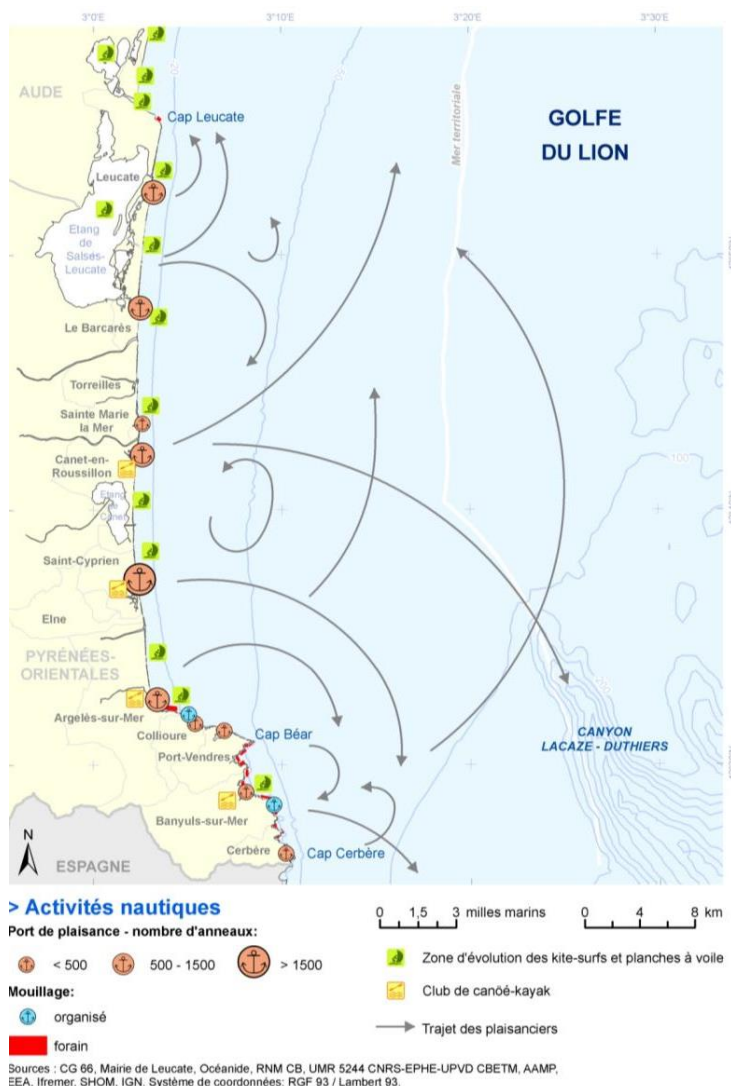 3°0'E 3°10'E 3°20'E 3°30'E
AUDE
Cap Leucate
GOLFE
DU LION
Mer territoriale
Leucate
Etang
de
Salses-
Leucate
Le Barcarès
Torreilles
Sainte Marie
la Mer
Canet-en-
Roussillon
Etang
de
Canet
100
Saint-Cyprien
Elne
PYRÉNÉES-
ORIENTALES
Argelès-sur-Mer
Collioure
Cap Béar
Port-Vendres
CANYON
LACAZE - DUTHIERS
Banyuls-sur-Mer
Cerbère
Cap Cerbère
N
ESPAGNE
> Activités nautiques
Port de plaisance - nombre d'anneaux:
< 500 500 - 1500 > 1500
Mouillage:
organisé
forain
0 1,5 3 milles marins 0 4 8 km
Zone d'évolution des kite-surfs et planches à voile
Club de canöé-kayak
Trajet des plaisanciers
Sources : CG 66, Mairie de Leucate, Océanide, RNM CB, UMR 5244 CNRS-EPHE-UPVD CBETM, AAMP,
EEA, Ifremer, SHOM, IGN. Système de coordonnées: RGF 93 / Lambert 93.